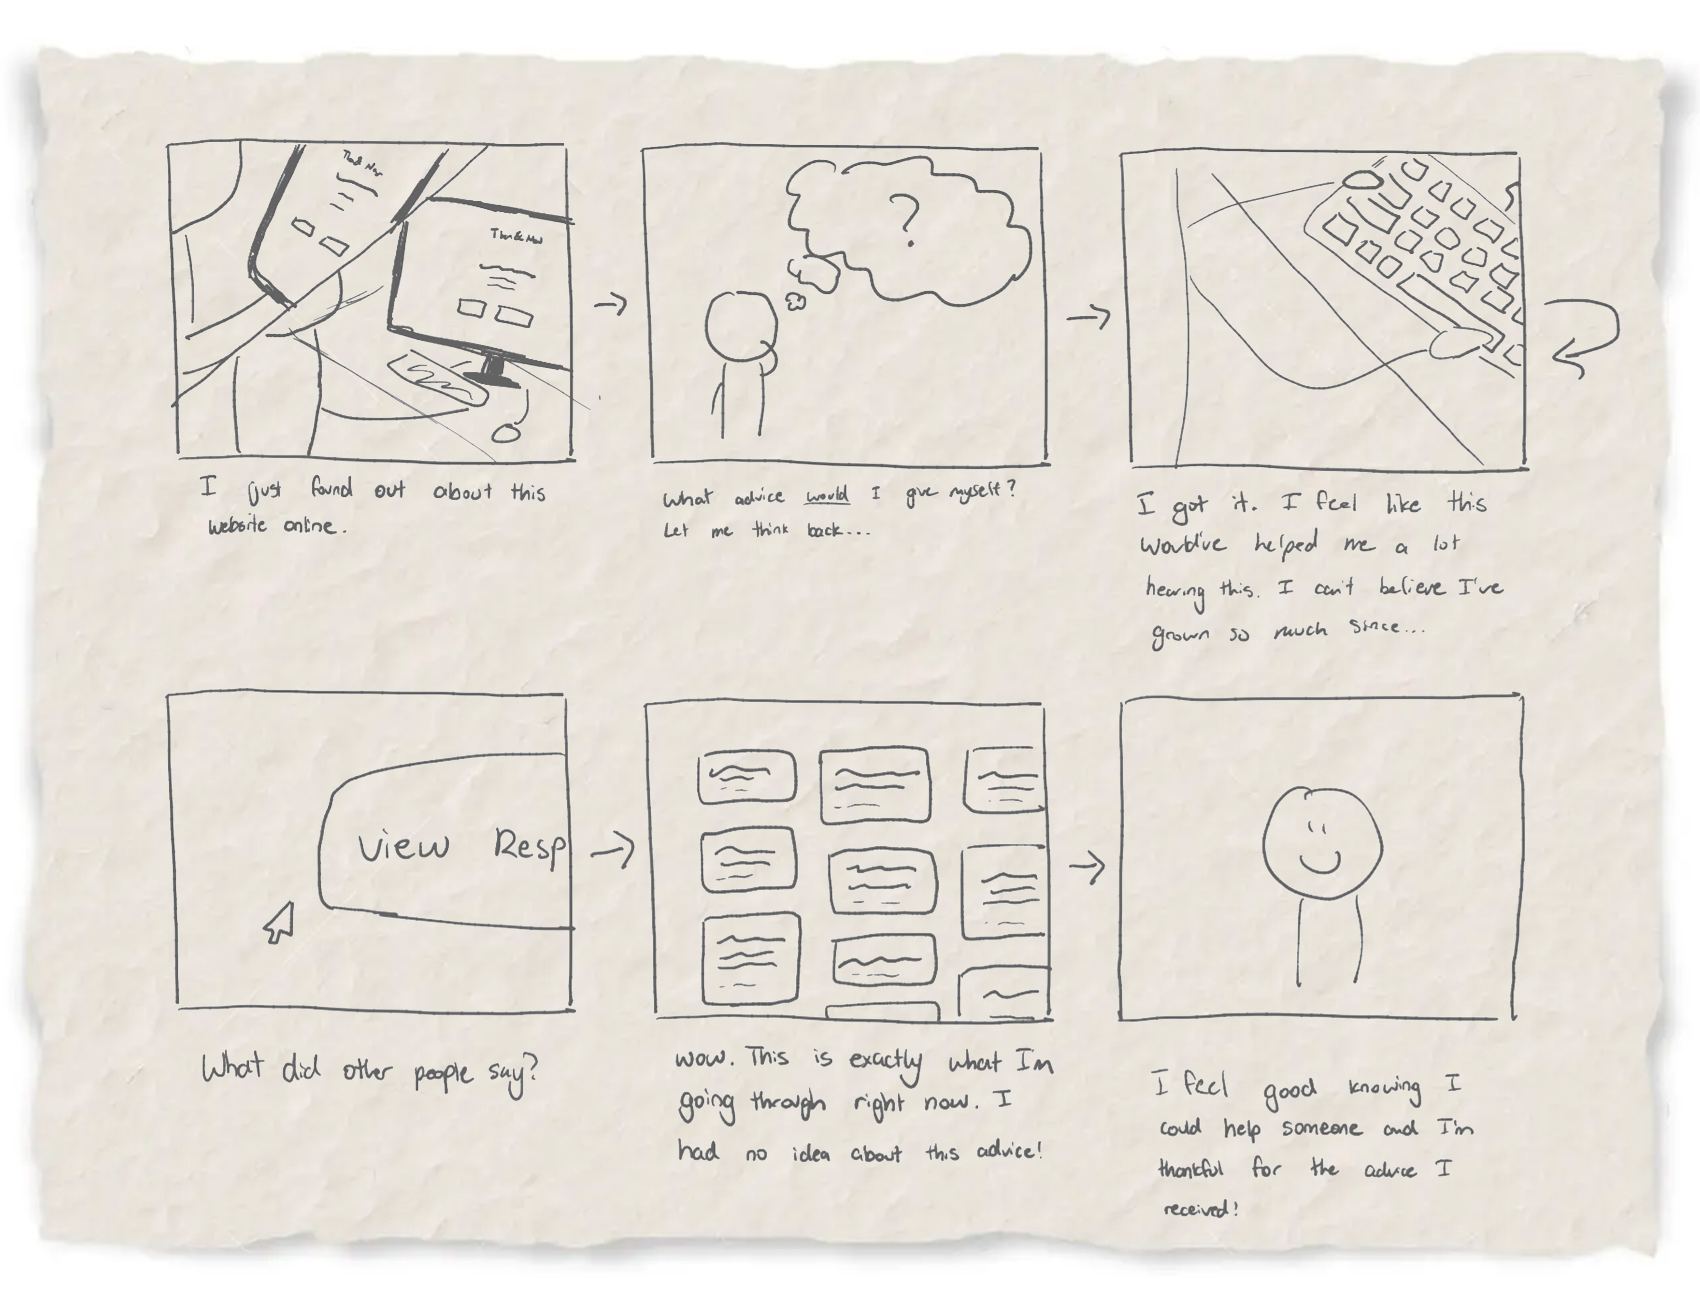 Then & Now
Then & Now
?
I just found out about this
website online.
What advice would I give myself?
Let me think back...
I got it. I feel like this
would've helped me a lot
hearing this. I can't believe I've
grown so much since...
View Resp
What did other people say?
wow. This is exactly what I'm
going through right now. I
had no idea about this advice!
I feel good knowing I
could help someone and I'm
thankful for the advice I
received!